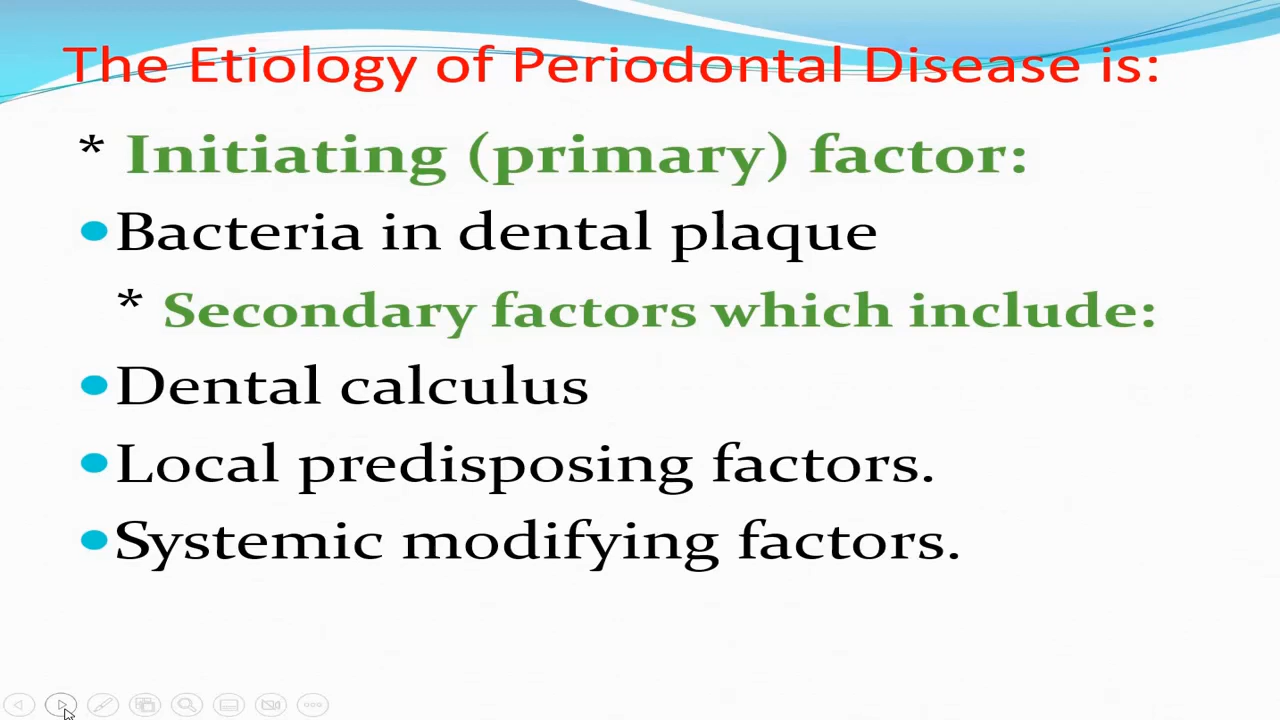 The Etiology of Periodontal Disease is:
* Initiating (primary) factor:
•Bacteria in dental plaque
* Secondary factors which include:
•Dental calculus
•Local predisposing factors.
•Systemic modifying factors.